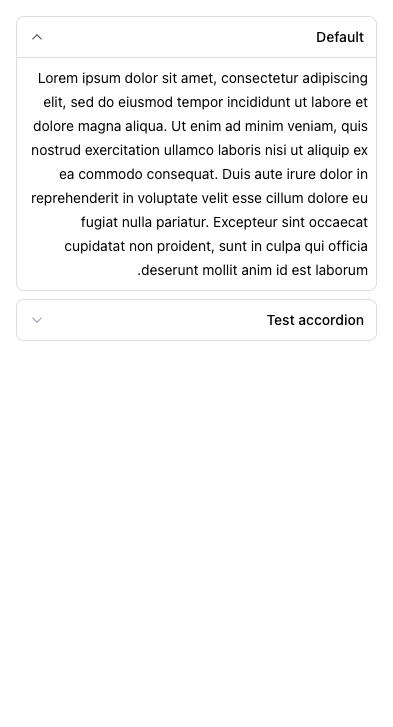 Default
Lorem ipsum dolor sit amet, consectetur adipiscing
elit, sed do eiusmod tempor incididunt ut labore et
dolore magna aliqua. Ut enim ad minim veniam, quis
nostrud exercitation ullamco laboris nisi ut aliquip ex
ea commodo consequat. Duis aute irure dolor in
reprehenderit in voluptate velit esse cillum dolore eu
fugiat nulla pariatur. Excepteur sint occaecat
cupidatat non proident, sunt in culpa qui officia
.deserunt mollit anim id est laborum
Test accordion